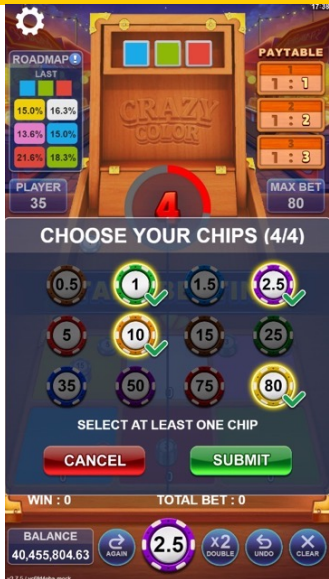 17:38
ROADMAP!
LAST
15.0% 16.3%
13.6% 15.0%
21.6% 18.3%
PAYTABLE
1
1 : 1
2
1 : 2
3
1 : 3
CRAZY
COLOR
PLAYER
35
4
MAX BET
80
CHOOSE YOUR CHIPS (4/4)
0.5 1 1.5 2.5
5 10 15 25
35 50 75 80
SELECT AT LEAST ONE CHIP
CANCEL SUBMIT
WIN : 0 TOTAL BET : 0
BALANCE
40,455,804.63
AGAIN
2.5
X2
DOUBLE
UNDO
CLEAR